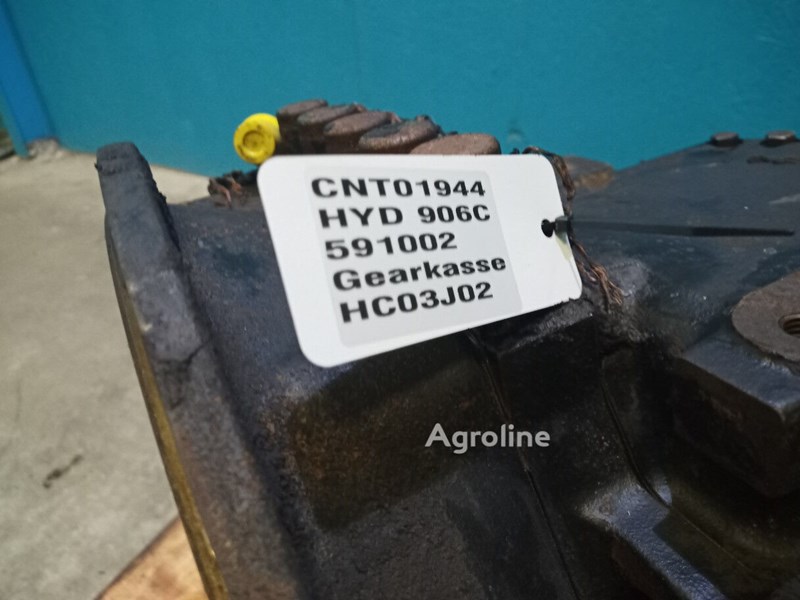 CNT01944
HYD 906C
591002
Gearkasse
HC03J02
Agroline